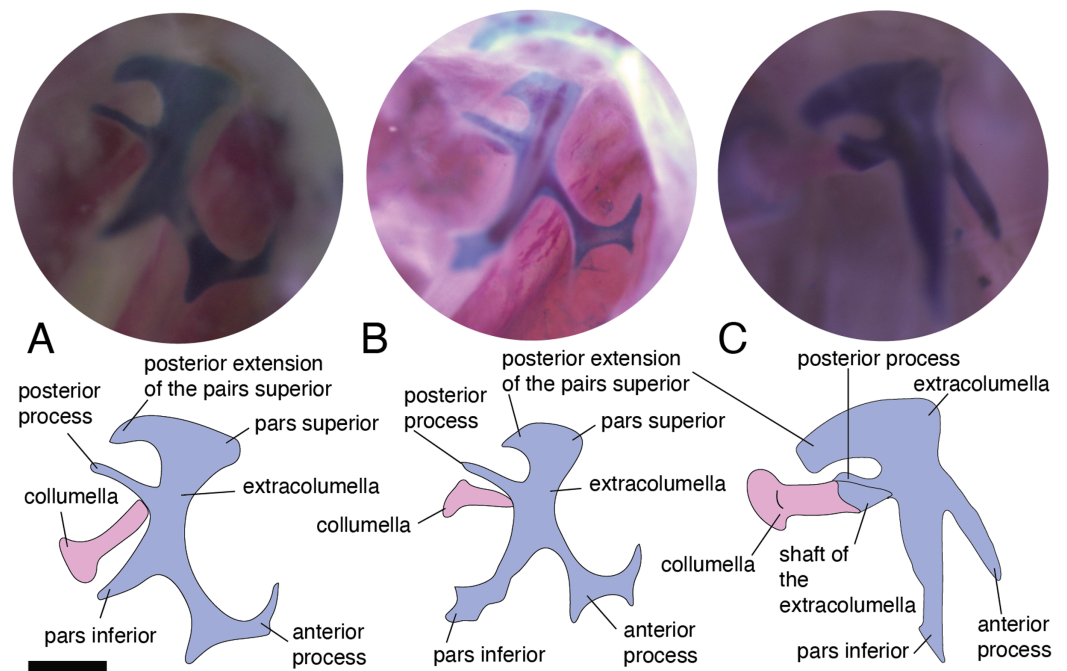 A
B
C
posterior extension
of the pairs superior
posterior
process
pars superior
collumella
extracolumella
pars inferior
anterior
process
posterior extension
of the pairs superior
posterior
process
pars superior
extracolumella
collumella
anterior
process
pars inferior
posterior process
extracolumella
collumella
shaft of
the
extracolumella
anterior
process
pars inferior